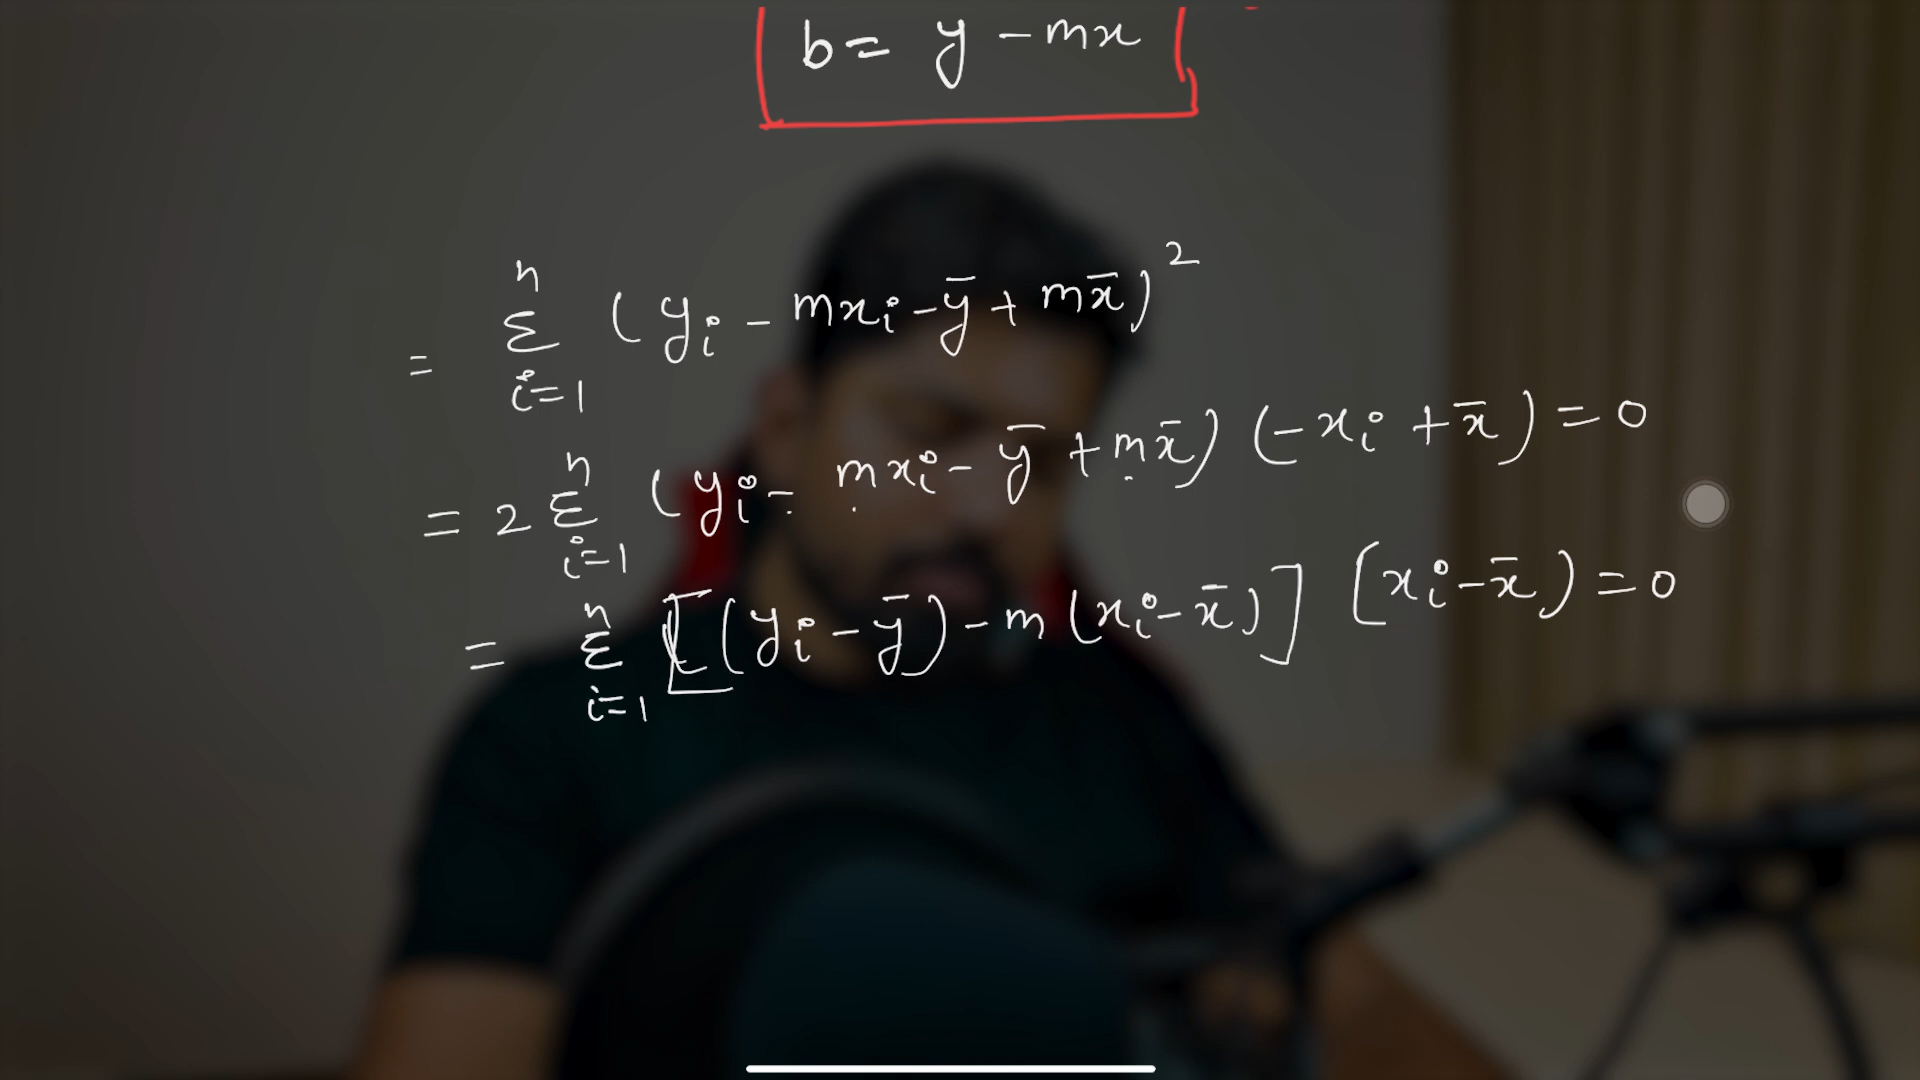 b = y - mx
= Σ i=1 n (yi - mxi - ȳ + mx̄)²
= 2 Σ i=1 n (yi - mxi - ȳ + mx̄) (-xi + x̄) = 0
= Σ i=1 n [(yi - ȳ) - m (xi - x̄)] [xi - x̄) = 0